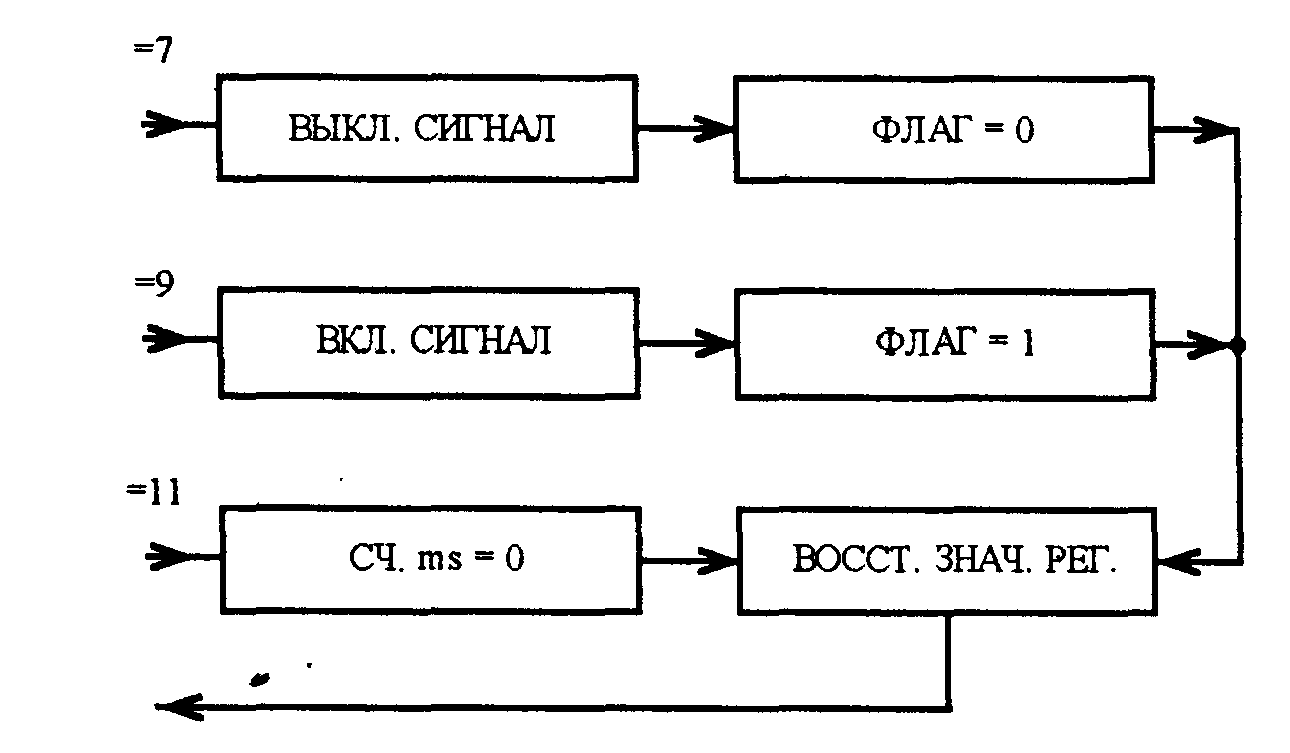 =7
ВЫКЛ. СИГНАЛ
ФЛАГ = 0
=9
ВКЛ. СИГНАЛ
ФЛАГ = 1
=11
СЧ. ms = 0
ВОССТ. ЗНАЧ. РЕГ.